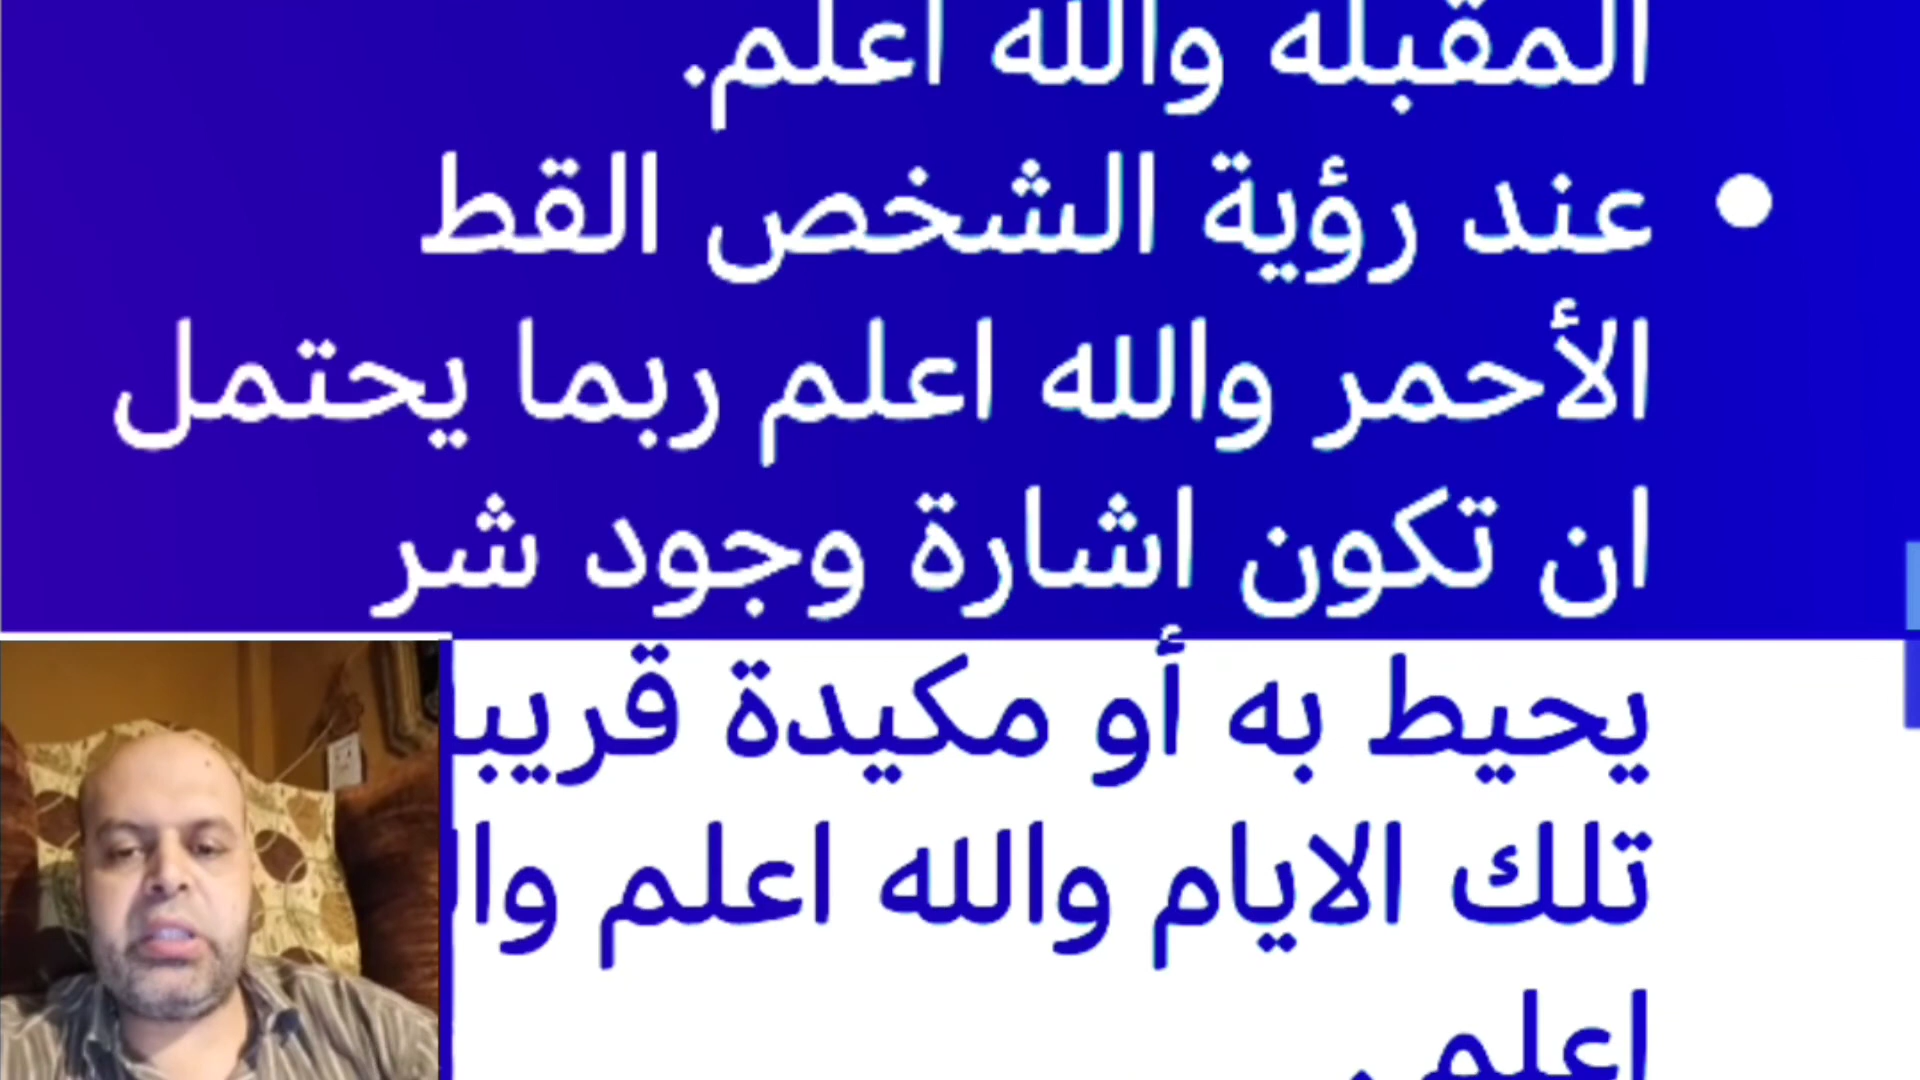 المقبله والله اعلم.
• عند رؤية الشخص القط
الأحمر والله اعلم ربما يحتمل
ان تكون اشارة وجود شر
يحيط به أو مكيدة
تلك الايام والله اعلم
اعلم.